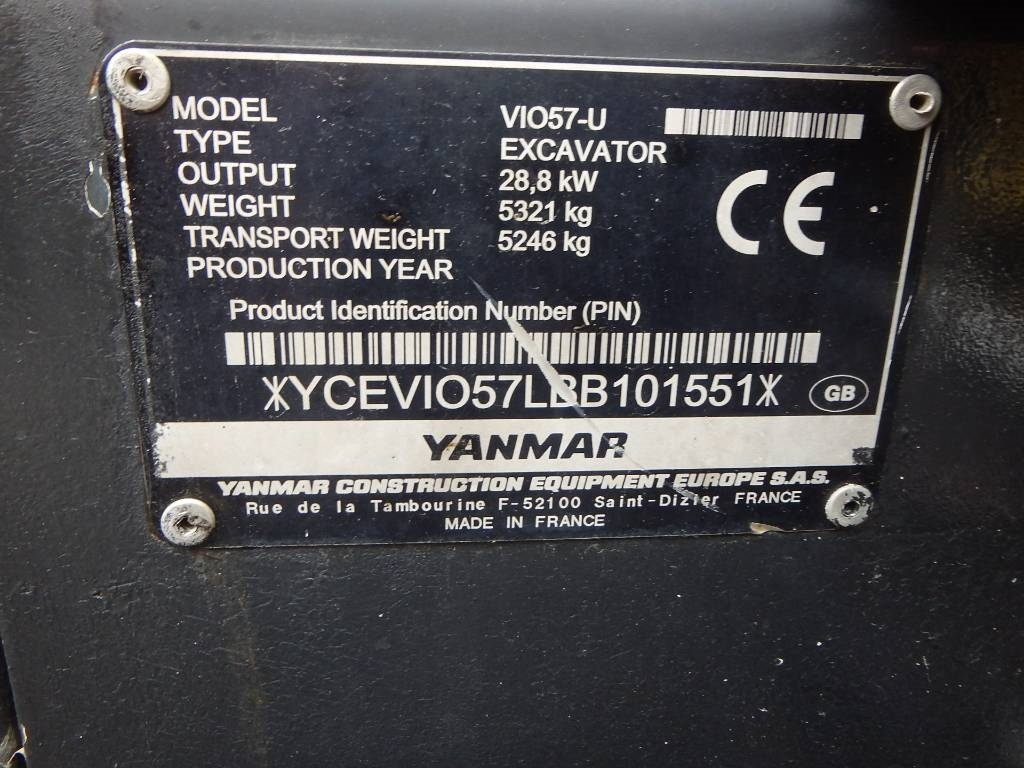 MODEL VIO57-U
TYPE EXCAVATOR
OUTPUT 28,8 kW
WEIGHT 5321 kg
TRANSPORT WEIGHT 5246 kg
PRODUCTION YEAR
CE
Product Identification Number (PIN)
*YCEVIO57LBB101551*
GB
YANMAR
YANMAR CONSTRUCTION EQUIPMENT EUROPE S.A.S.
Rue de la Tambourine F-52100 Saint-Dizier FRANCE
MADE IN FRANCE